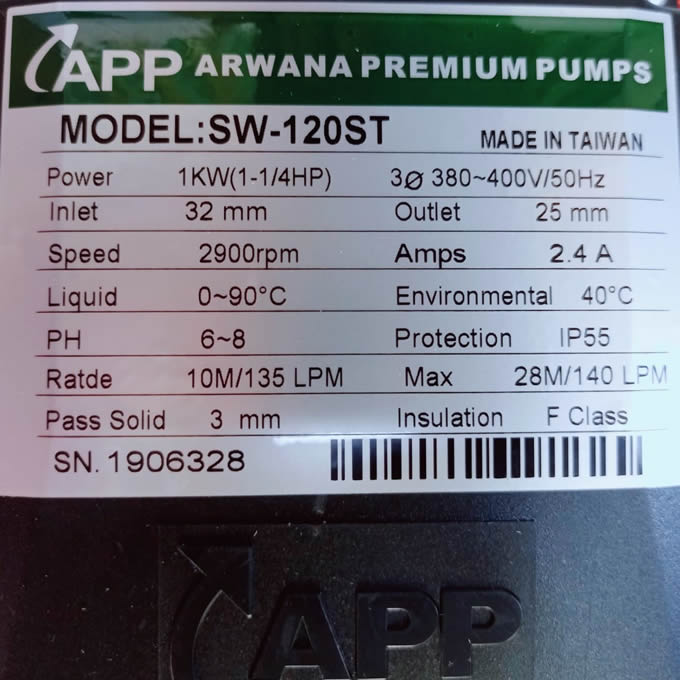 APP ARWANA PREMIUM PUMPS
MODEL:SW-120ST MADE IN TAIWAN
Power 1KW(1-1/4HP) 3Ø 380~400V/50Hz
Inlet 32 mm Outlet 25 mm
Speed 2900rpm Amps 2.4 A
Liquid 0~90°C Environmental 40°C
PH 6~8 Protection IP55
Ratde 10M/135 LPM Max 28M/140 LPM
Pass Solid 3 mm Insulation F Class
SN. 1906328
APP